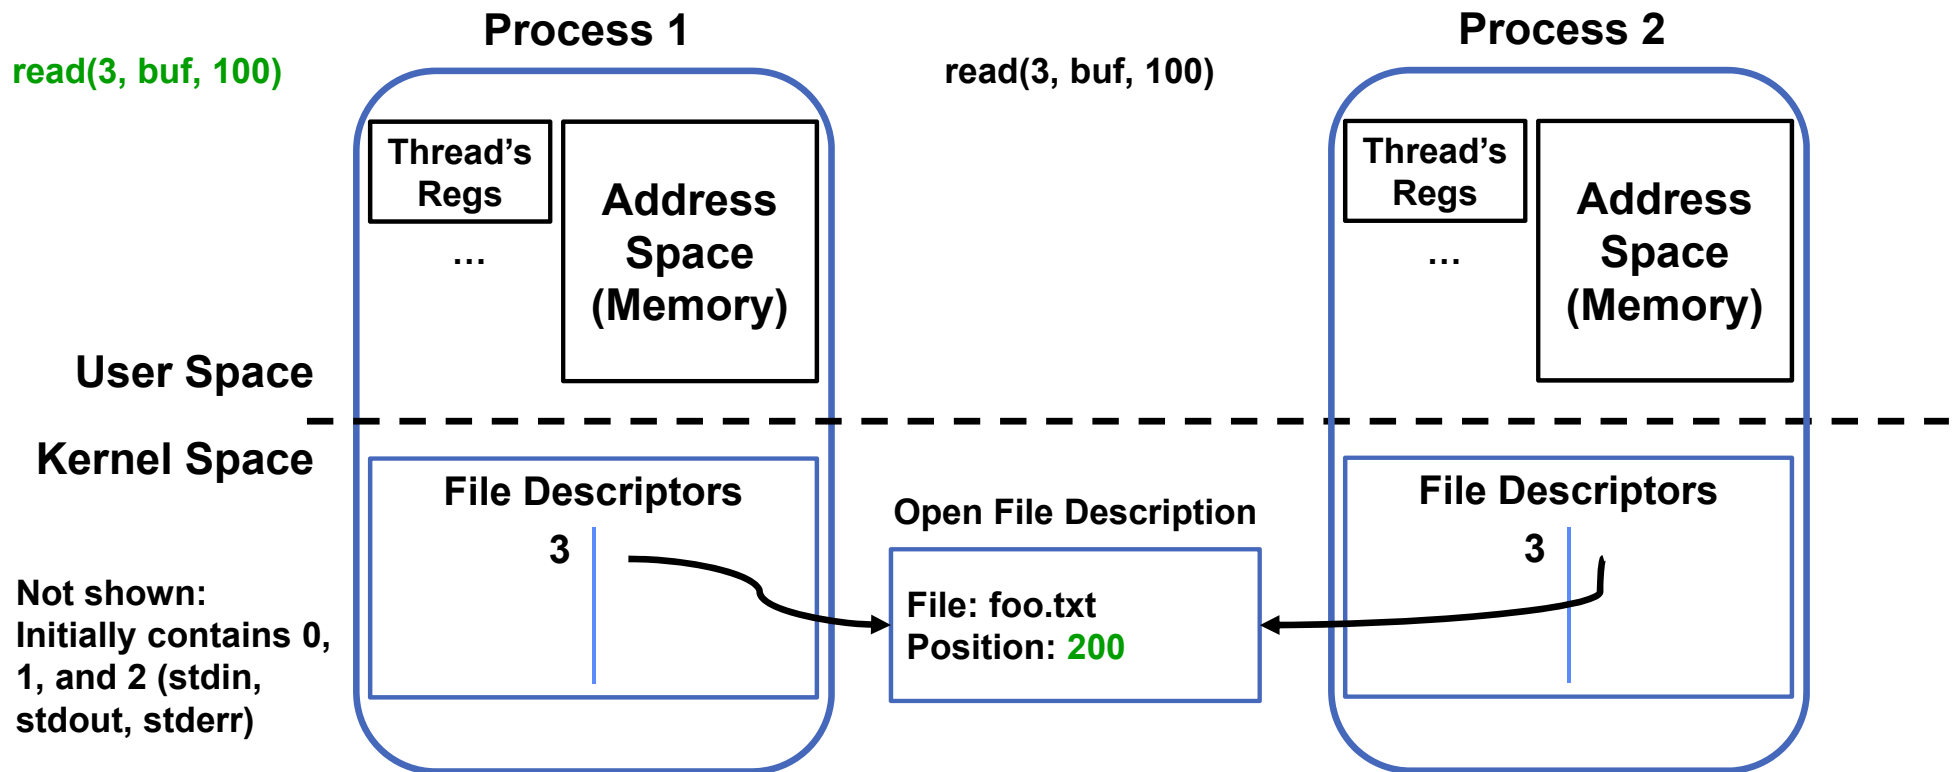 Process 1
read(3, buf, 100)
Thread’s
Regs
…
Address
Space
(Memory)
Process 2
read(3, buf, 100)
Thread’s
Regs
…
Address
Space
(Memory)
User Space
Kernel Space
File Descriptors
3
Open File Description
File: foo.txt
Position: 200
File Descriptors
3
Not shown:
Initially contains 0,
1, and 2 (stdin,
stdout, stderr)